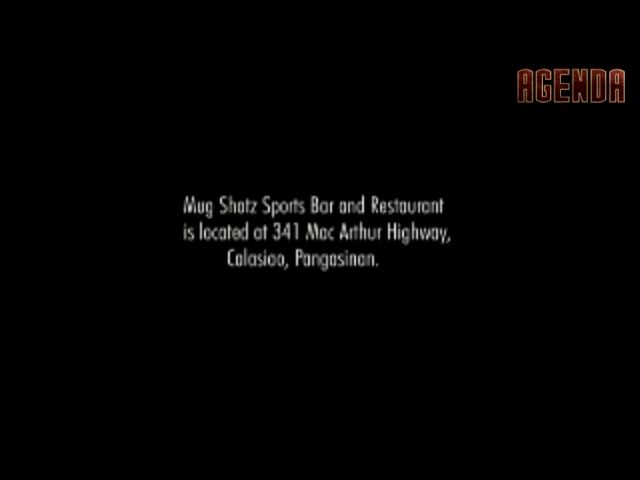 AGENDA
Mug Shotz Sports Bar and Restaurant
is located at 341 Mac Arthur Highway,
Calasiao, Pangasinan.